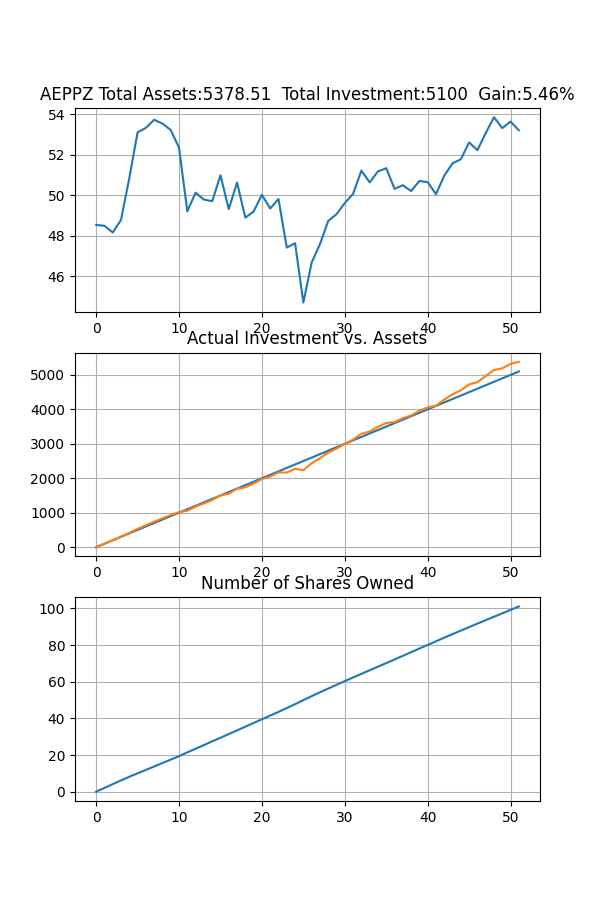 AEPPZ Total Assets:5378.51  Total Investment:5100  Gain:5.46%
54
52
50
48
46
0 10 20 30 40 50
Actual Investment vs. Assets
5000
4000
3000
2000
1000
0
0 10 20 30 40 50
Number of Shares Owned
100
80
60
40
20
0
0 10 20 30 40 50